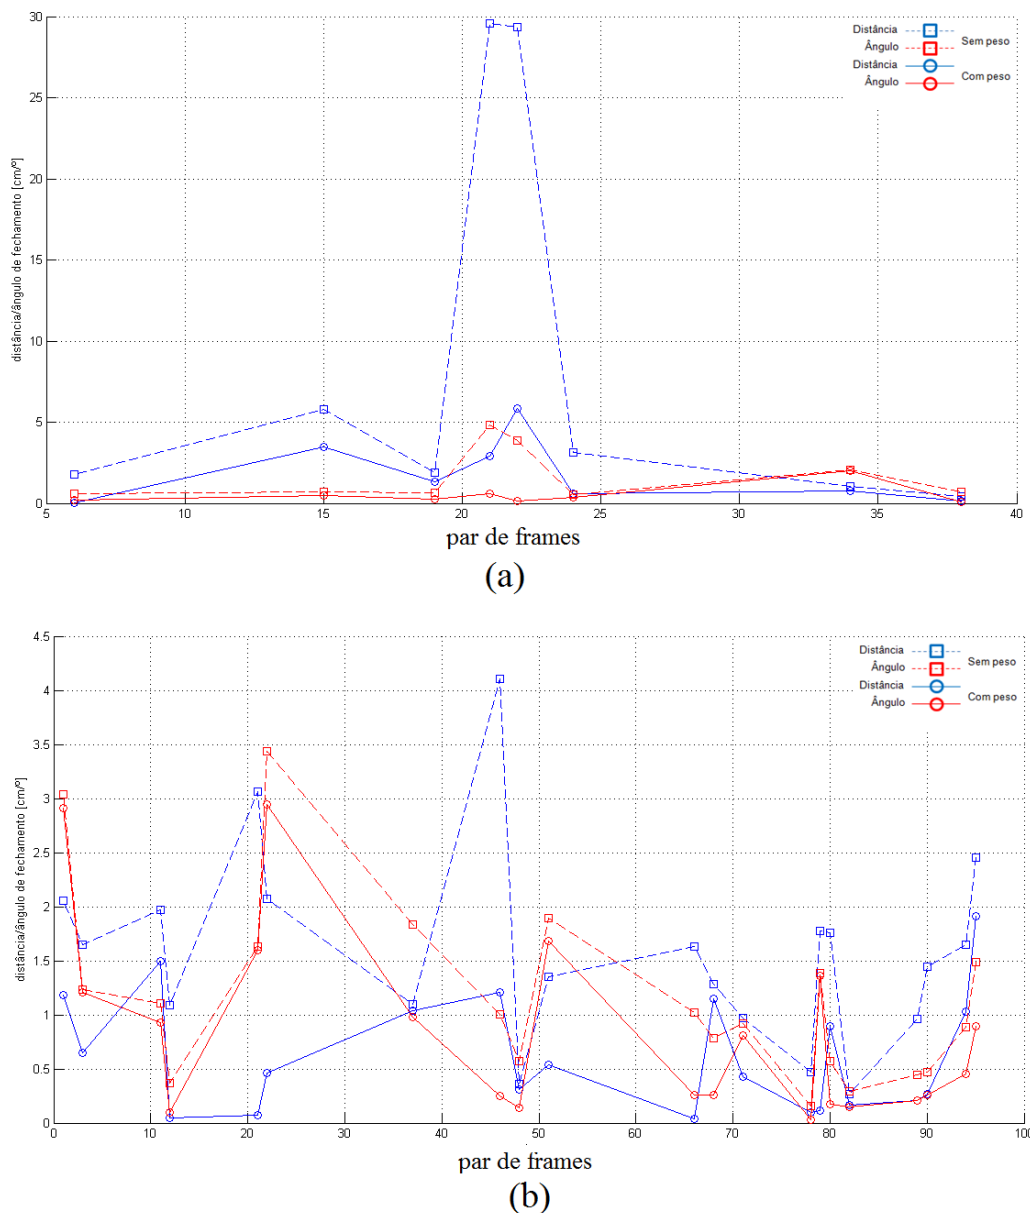 30
25
20
15
10
5
0
5 10 15 20 25 30 35 40
distância/ângulo de fechamento [cm/º]
Distância
Ângulo
Sem peso
Distância
Ângulo
Com peso
par de frames
(a)
4.5
4
3.5
3
2.5
2
1.5
1
0.5
0
0 10 20 30 40 50 60 70 80 90 100
distância/ângulo de fechamento [cm/º]
Distância
Ângulo
Sem peso
Distância
Ângulo
Com peso
par de frames
(b)